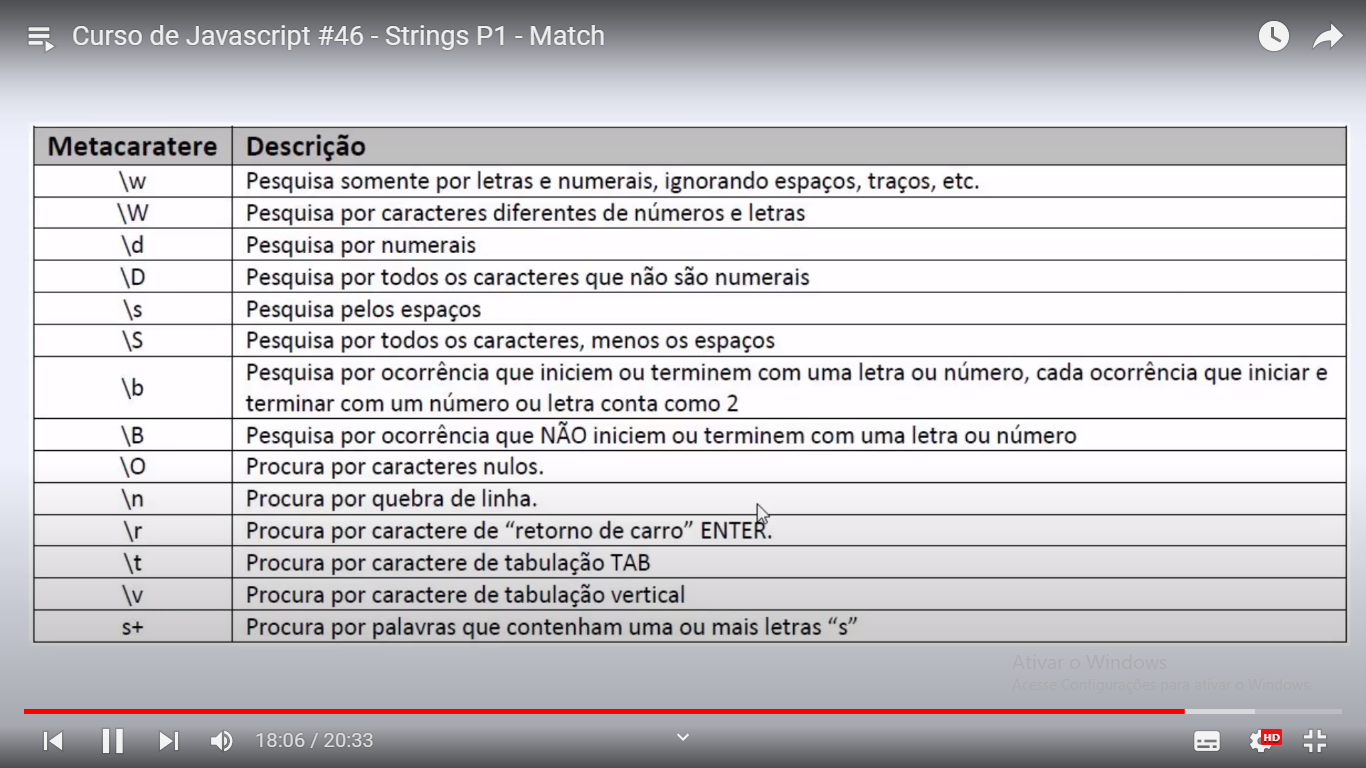 Curso de Javascript #46 - Strings P1 - Match
Metacaratere Descrição
\w Pesquisa somente por letras e numerais, ignorando espaços, traços, etc.
\W Pesquisa por caracteres diferentes de números e letras
\d Pesquisa por numerais
\D Pesquisa por todos os caracteres que não são numerais
\s Pesquisa pelos espaços
\S Pesquisa por todos os caracteres, menos os espaços
\b Pesquisa por ocorrência que iniciem ou terminem com uma letra ou número, cada ocorrência que iniciar e
terminar com um número ou letra conta como 2
\B Pesquisa por ocorrência que NÃO iniciem ou terminem com uma letra ou número
\O Procura por caracteres nulos.
\n Procura por quebra de linha.
\r Procura por caractere de “retorno de carro” ENTER.
\t Procura por caractere de tabulação TAB
\v Procura por caractere de tabulação vertical
s+ Procura por palavras que contenham uma ou mais letras “s”
Ativar o Windows
Acesse Configurações para ativar o Windows.
18:06 / 20:33
HD